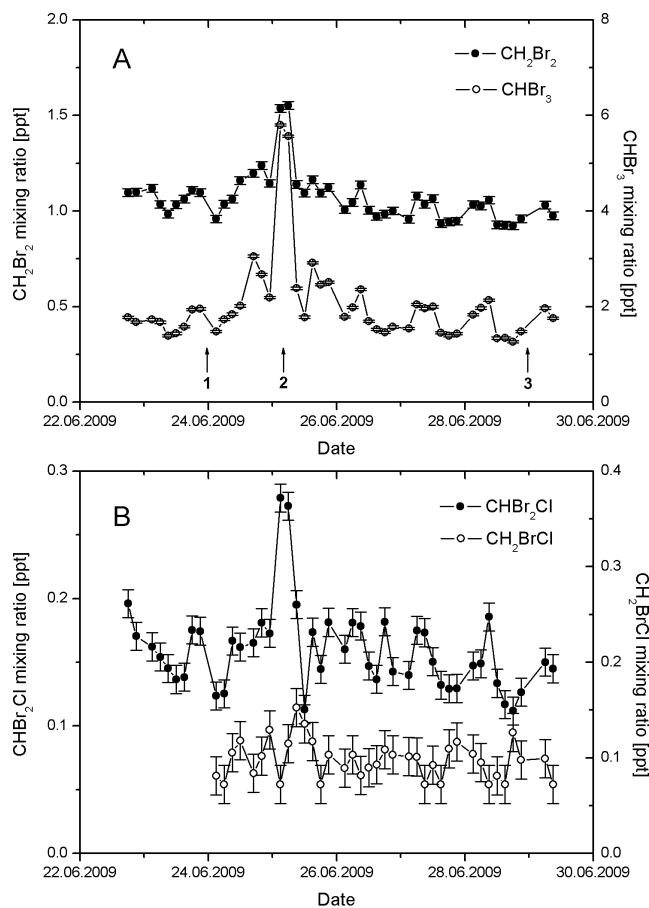 A
CH₂Br₂
CHBr₃
2.0
1.5
1.0
0.5
0.0
CH₂Br₂ mixing ratio [ppt]
8
6
4
2
0
CHBr₃ mixing ratio [ppt]
1
2
3
22.06.2009 24.06.2009 26.06.2009 28.06.2009 30.06.2009
Date
B
CHBr₂Cl
CH₂BrCl
0.3
0.2
0.1
0.0
CHBr₂Cl mixing ratio [ppt]
0.4
0.3
0.2
0.1
0.0
CH₂BrCl mixing ratio [ppt]
22.06.2009 24.06.2009 26.06.2009 28.06.2009 30.06.2009
Date